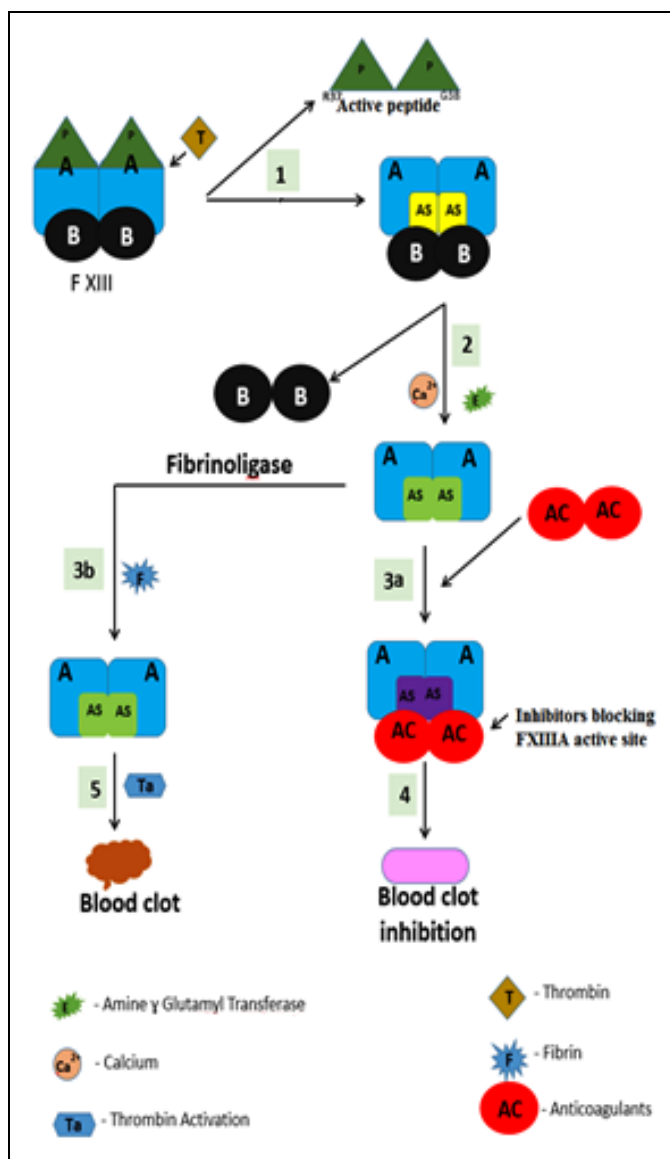 P P
R37 G38
Active peptide
P P
A A
T
B B
F XIII
1
A A
AS AS
B B
2
B B
Ca2+
E
Fibrinoligase
A A
AS AS
AC AC
3b
F
3a
A A
AS AS
A A
AS AS
AC AC
Inhibitors blocking
FXIIIA active site
5
Ta
4
Blood clot
Blood clot
inhibition
E - Amine γ Glutamyl Transferase
T - Thrombin
Ca2+ - Calcium
F - Fibrin
Ta - Thrombin Activation
AC - Anticoagulants